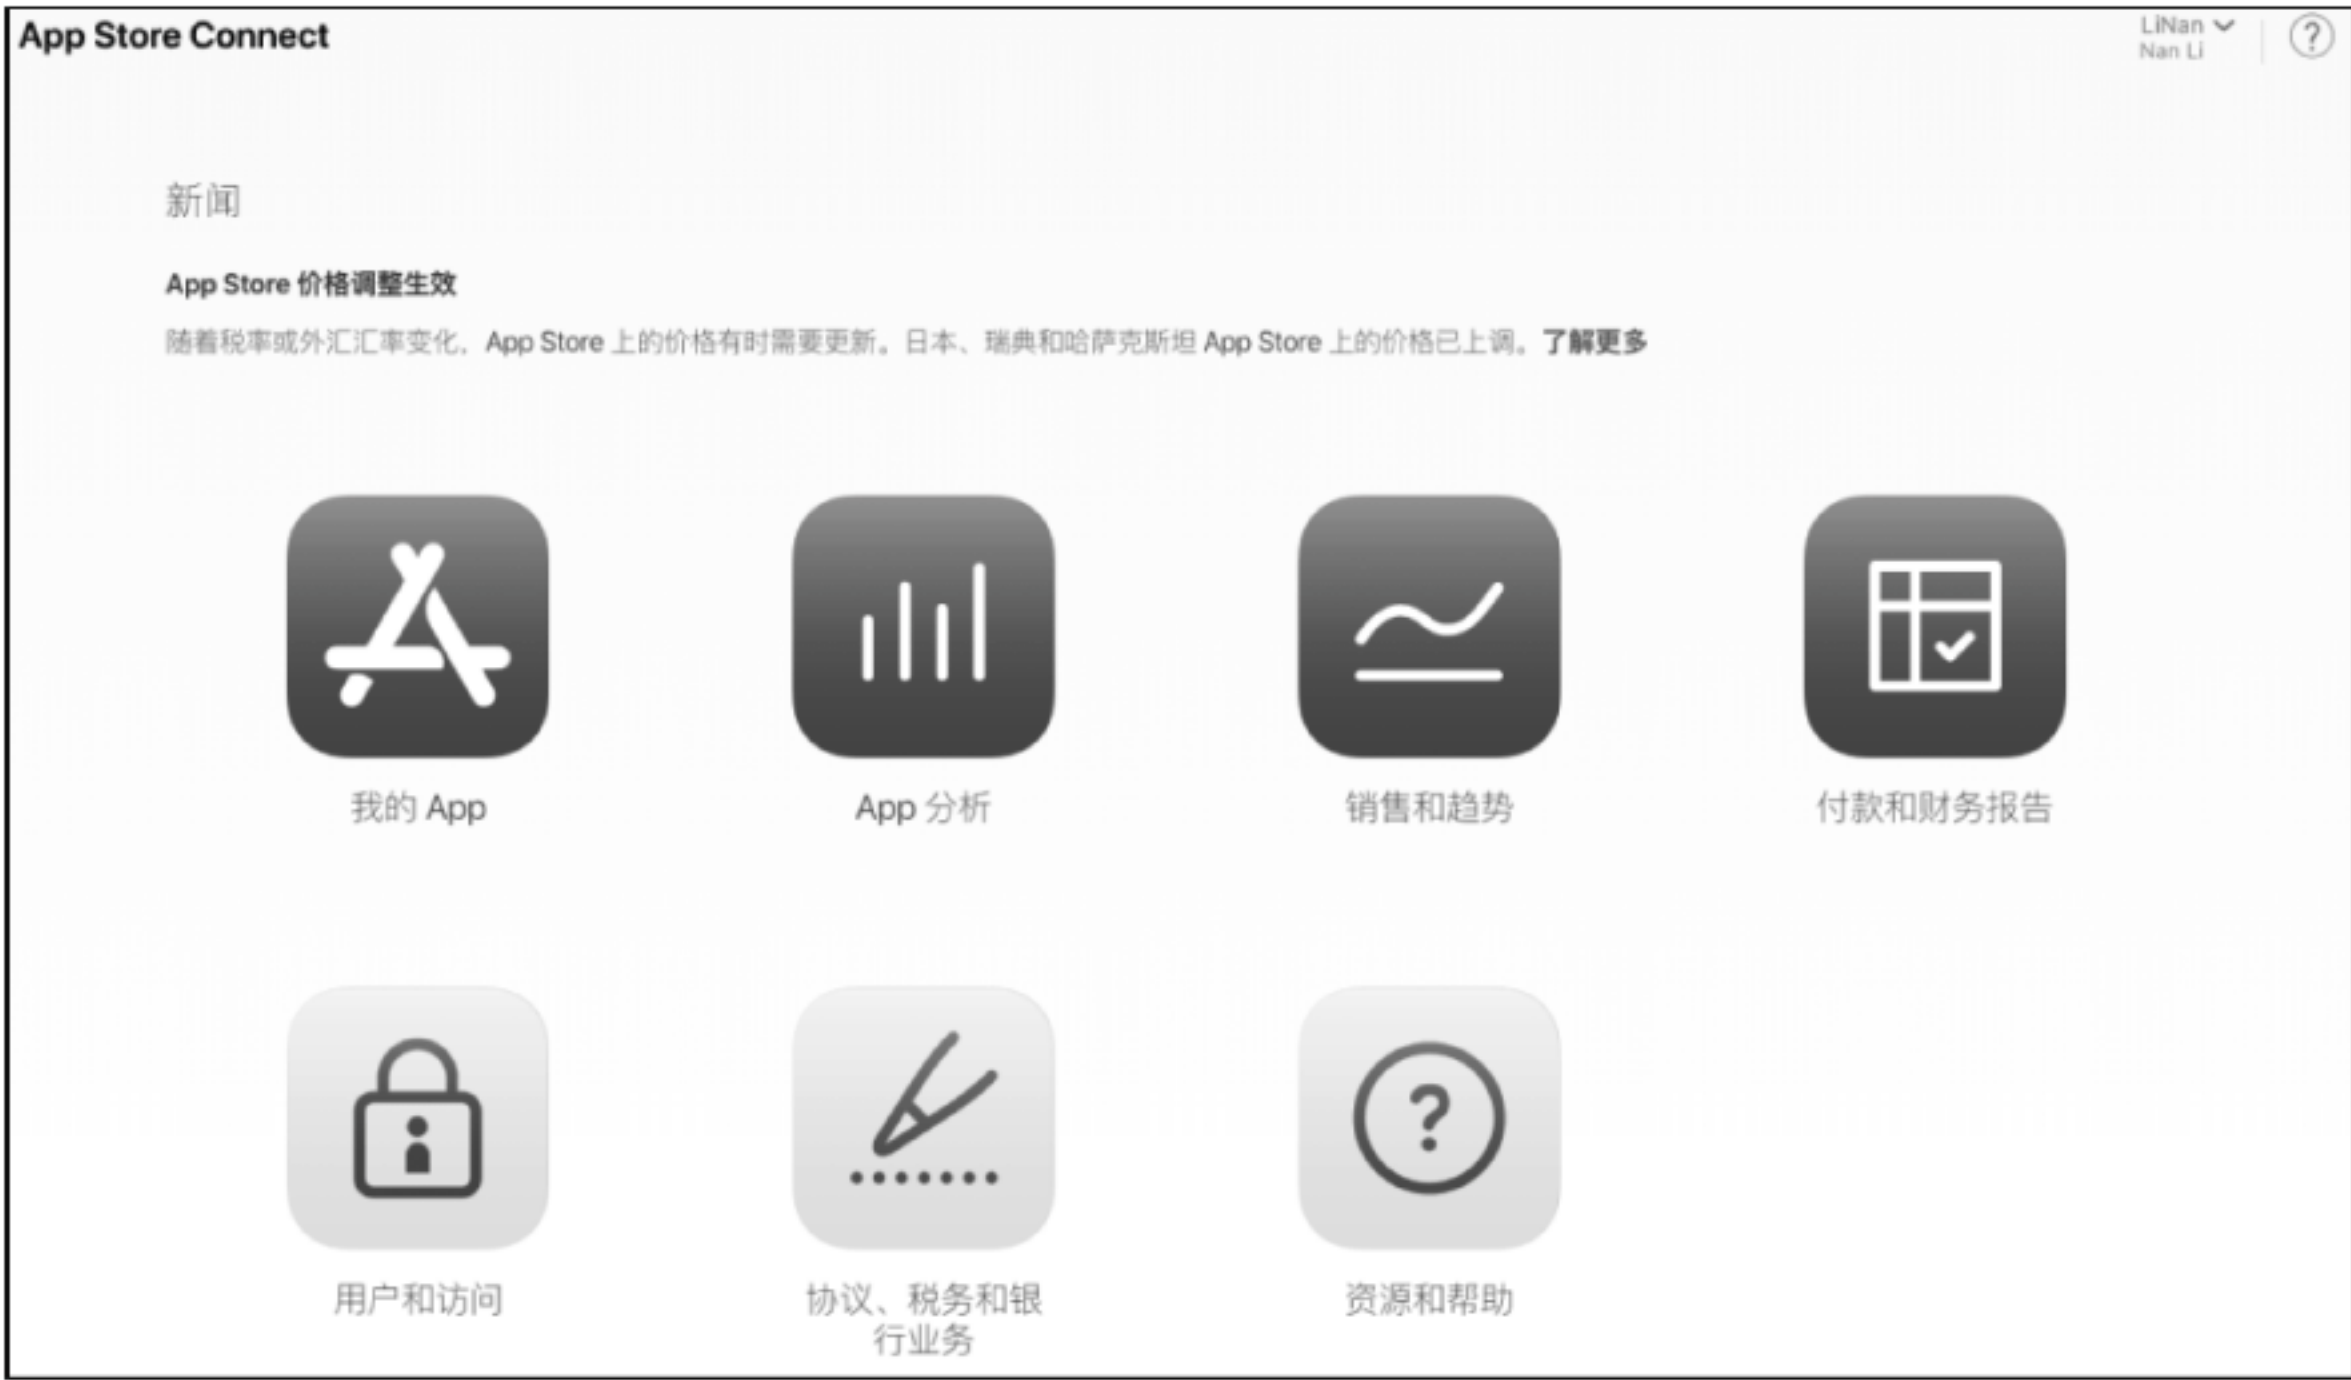 App Store Connect
LiNan
Nan Li
新闻
App Store 价格调整生效
随着税率或外汇汇率变化，App Store 上的价格有时需要更新。日本、瑞典和哈萨克斯坦 App Store 上的价格已上调。了解更多
我的 App
App 分析
销售和趋势
付款和财务报告
用户和访问
协议、税务和银
行业务
资源和帮助